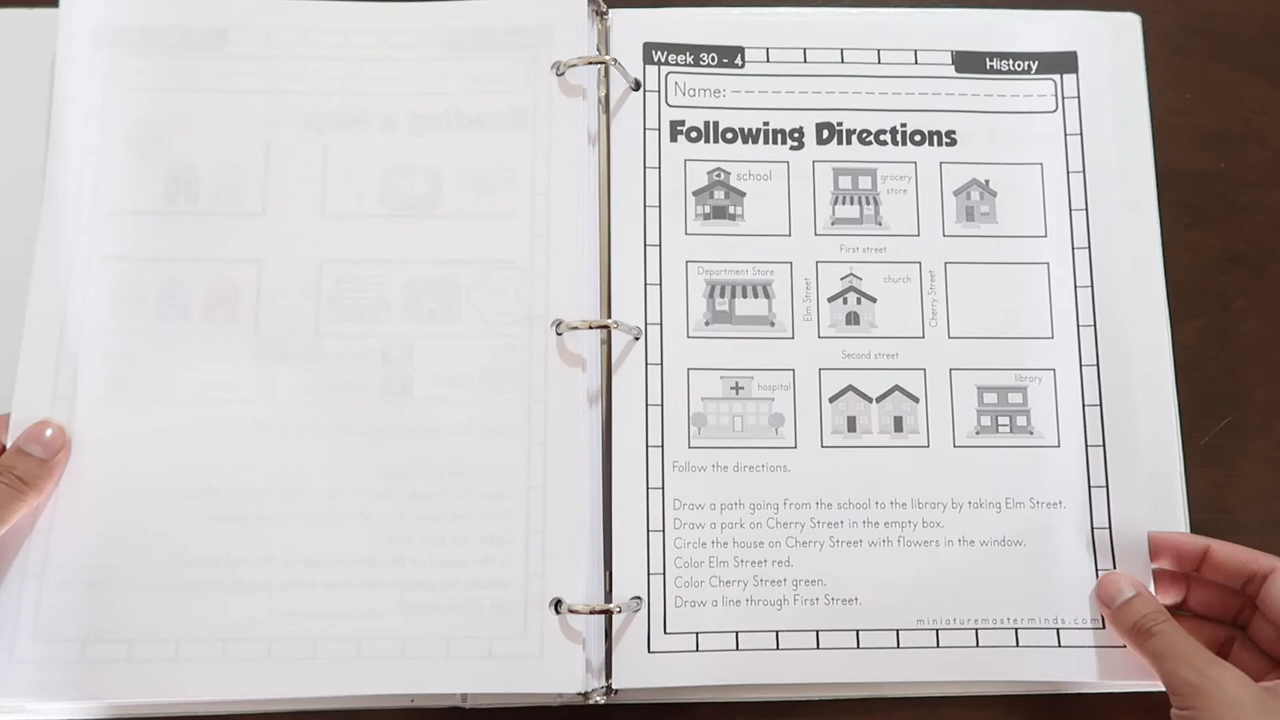 Week 30 - 4
History
Name:
Following Directions
school
grocery
store
First street
Department Store
Elm Street
church
Cherry Street
Second street
hospital
library
Follow the directions.
Draw a path going from the school to the library by taking Elm Street.
Draw a park on Cherry Street in the empty box.
Circle the house on Cherry Street with flowers in the window.
Color Elm Street red.
Color Cherry Street green.
Draw a line through First Street.
miniaturemasterminds.com